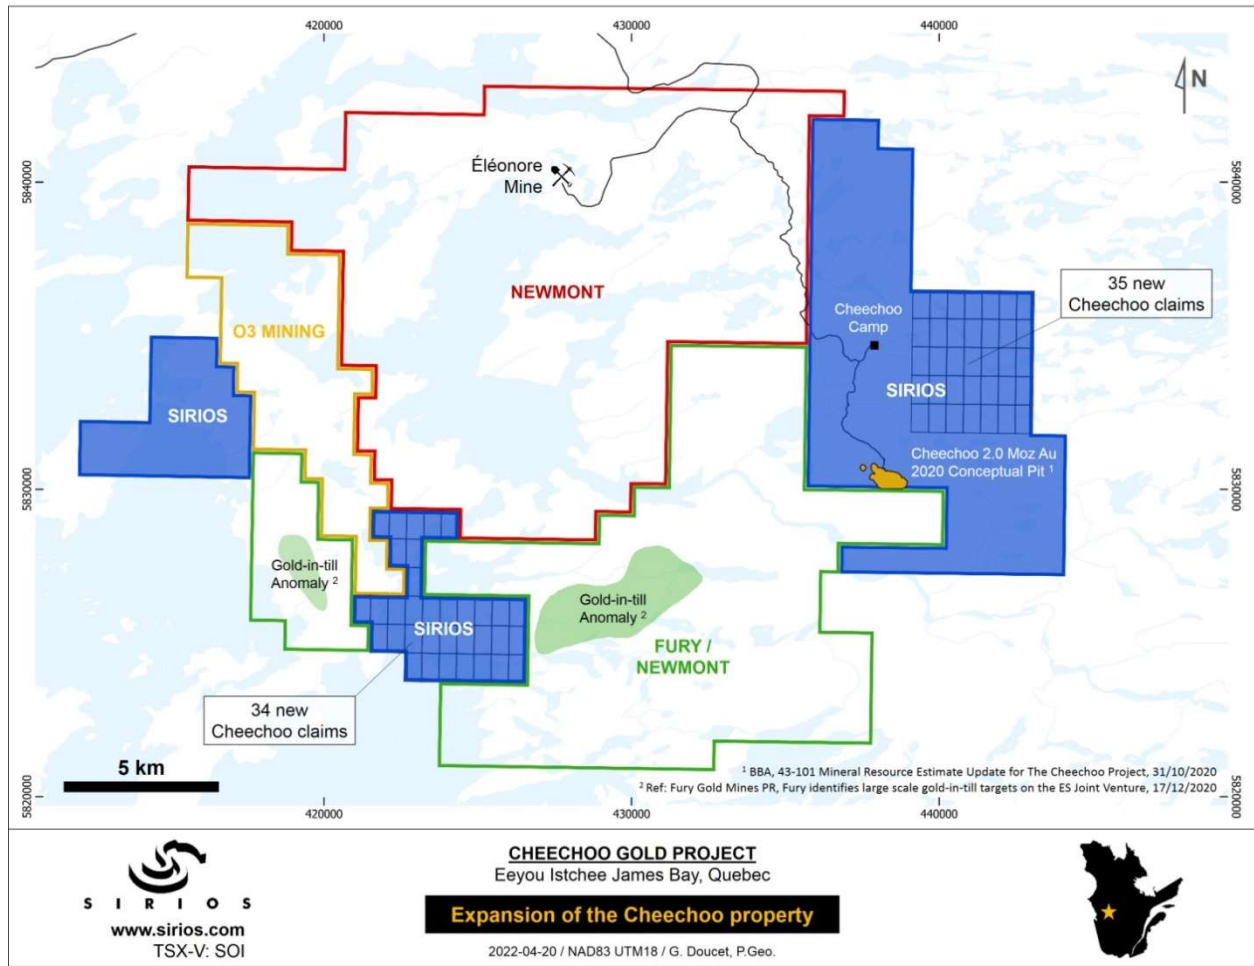 420000
430000
440000
N
5840000
5840000
Éléonore
Mine
NEWMONT
35 new
Cheechoo claims
Cheechoo
Camp
O3 MINING
SIRIOS
SIRIOS
Cheechoo 2.0 Moz Au
2020 Conceptual Pit ¹
5830000
5830000
Gold-in-till
Anomaly ²
Gold-in-till
Anomaly ²
SIRIOS
FURY /
NEWMONT
34 new
Cheechoo claims
5 km
¹ BBA, 43-101 Mineral Resource Estimate Update for The Cheechoo Project, 31/10/2020
² Ref: Fury Gold Mines PR, Fury identifies large scale gold-in-till targets on the ES Joint Venture, 17/12/2020
5820000
5820000
420000
430000
440000
SIRIOS
www.sirios.com
TSX-V: SOI
CHEECHOO GOLD PROJECT
Eeyou Istchee James Bay, Quebec
Expansion of the Cheechoo property
2022-04-20 / NAD83 UTM18 / G. Doucet, P.Geo.